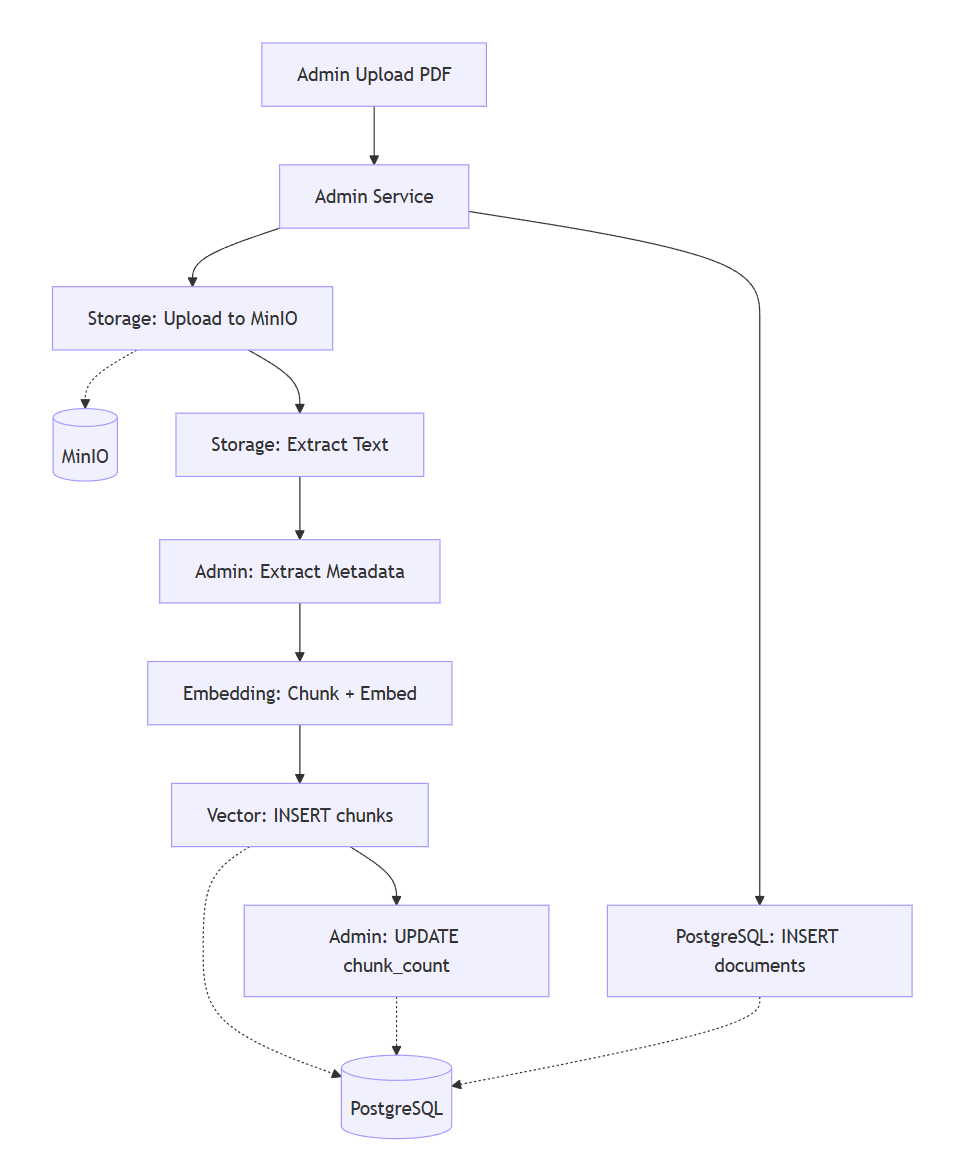 Admin Upload PDF
Admin Service
Storage: Upload to MinIO
MinIO
Storage: Extract Text
Admin: Extract Metadata
Embedding: Chunk + Embed
Vector: INSERT chunks
Admin: UPDATE
chunk_count
PostgreSQL: INSERT
documents
PostgreSQL